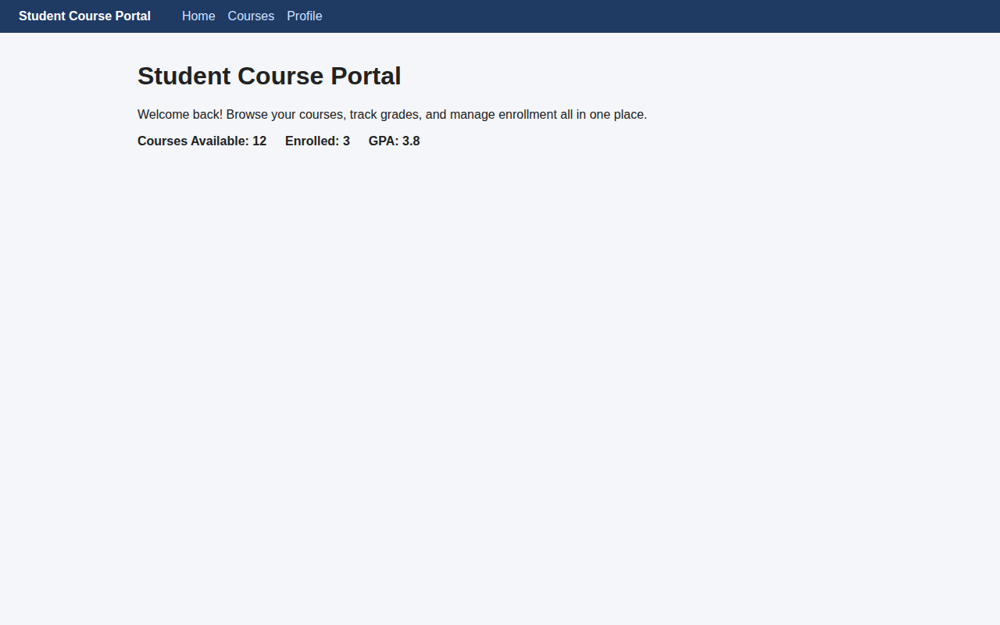 Student Course Portal Home Courses Profile
Student Course Portal
Welcome back! Browse your courses, track grades, and manage enrollment all in one place.
Courses Available: 12 Enrolled: 3 GPA: 3.8